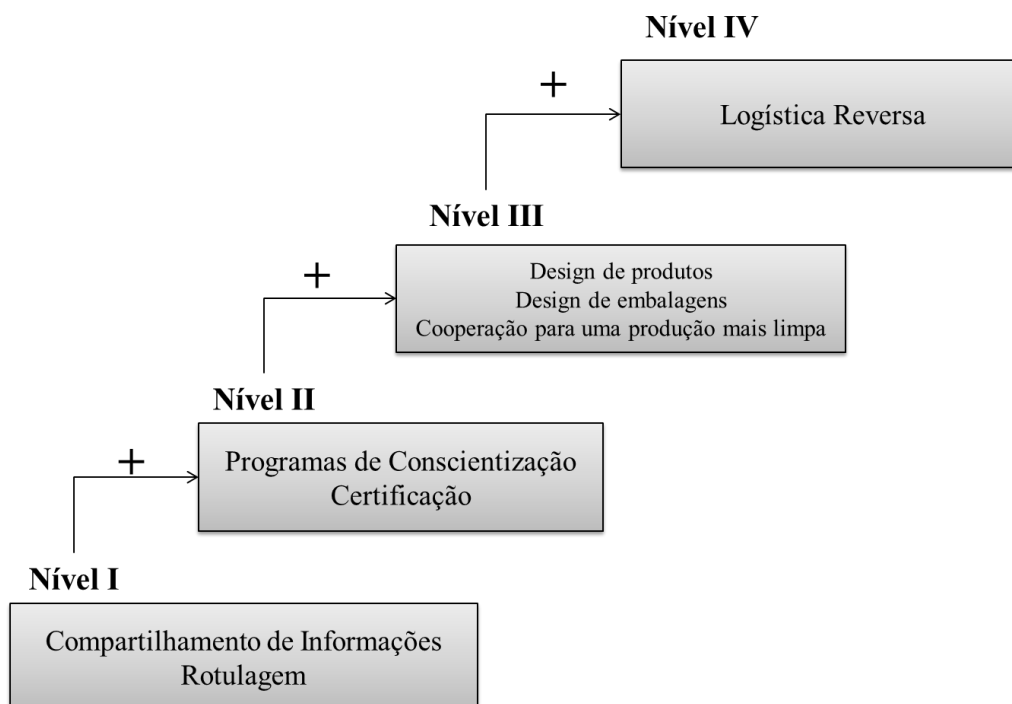 Nível IV
+
Logística Reversa
Nível III
+
Design de produtos
Design de embalagens
Cooperação para uma produção mais limpa
Nível II
+
Programas de Conscientização
Certificação
Nível I
Compartilhamento de Informações
Rotulagem